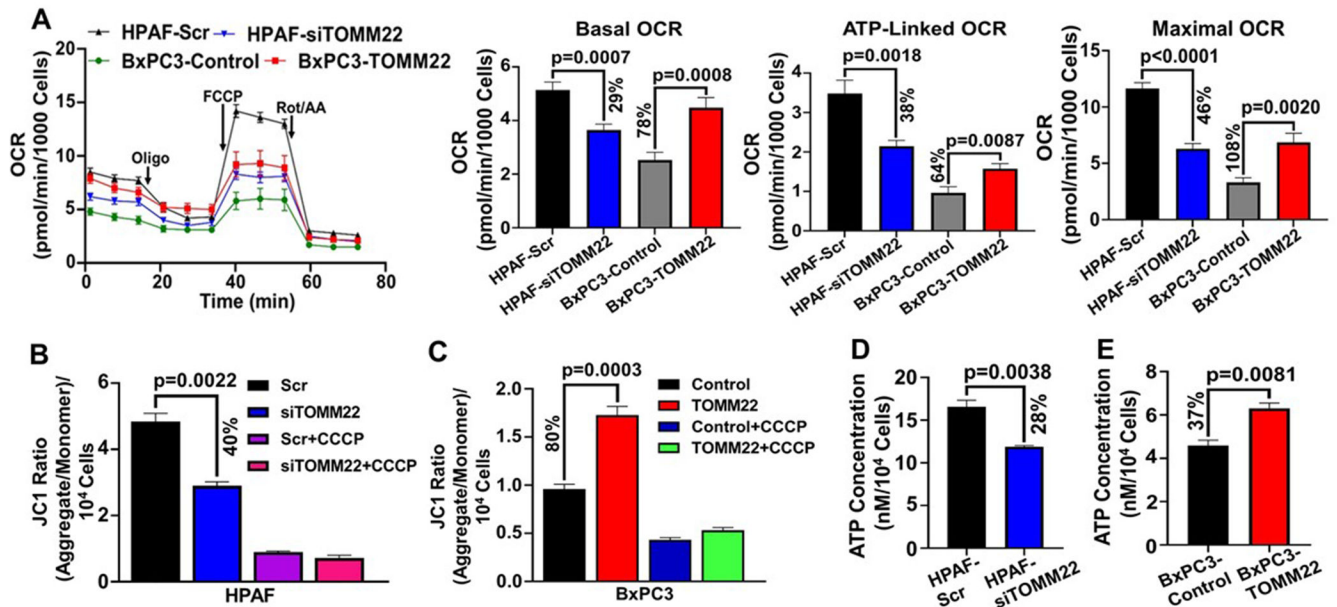 A
HPAF-Scr
HPAF-siTOMM22
BxPC3-Control
BxPC3-TOMM22
20
15
10
5
0
OCR
(pmol/min/1000 Cells)
Oligo
FCCP
Rot/AA
0
20
40
60
80
Time (min)
Basal OCR
p=0.0007
p=0.0008
29%
78%
6
4
2
0
OCR
(pmol/min/1000 Cells)
HPAF-Scr
HPAF-siTOMM22
BxPC3-Control
BxPC3-TOMM22
ATP-Linked OCR
p=0.0018
38%
p=0.0087
64%
4
3
2
1
0
OCR
(pmol/min/1000 Cells)
HPAF-Scr
HPAF-siTOMM22
BxPC3-Control
BxPC3-TOMM22
Maximal OCR
p<0.0001
46%
p=0.0020
108%
15
10
5
0
OCR
(pmol/min/1000 Cells)
HPAF-Scr
HPAF-siTOMM22
BxPC3-Control
BxPC3-TOMM22
B
p=0.0022
40%
Scr
siTOMM22
Scr+CCCP
siTOMM22+CCCP
6
4
2
0
JC1 Ratio
(Aggregate/Monomer)/
10⁴ Cells
HPAF
C
p=0.0003
80%
Control
TOMM22
Control+CCCP
TOMM22+CCCP
2.0
1.5
1.0
0.5
0.0
JC1 Ratio
(Aggregate/Monomer)/
10⁴ Cells
BxPC3
D
p=0.0038
28%
20
15
10
5
0
ATP Concentration
(nM/10⁴ Cells)
HPAF-
Scr
HPAF-
siTOMM22
E
p=0.0081
37%
8
6
4
2
0
ATP Concentration
(nM/10⁴ Cells)
BxPC3-
Control
BxPC3-
TOMM22